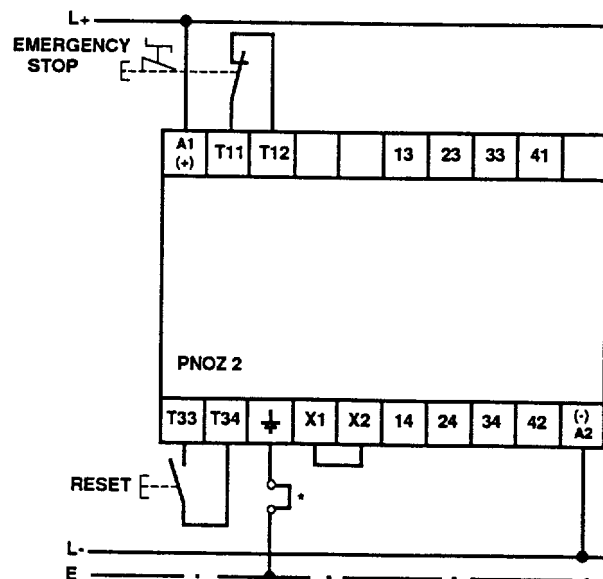 L+
EMERGENCY
STOP
A1
(+)
T11
T12
13
23
33
41
PNOZ 2
T33
T34
X1
X2
14
24
34
42
(-)
A2
RESET
*
L-
E